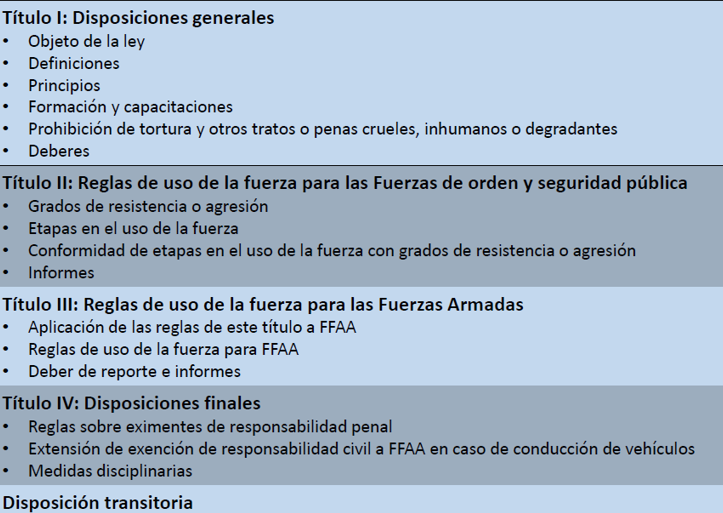 Título I: Disposiciones generales
• Objeto de la ley
• Definiciones
• Principios
• Formación y capacitaciones
• Prohibición de tortura y otros tratos o penas crueles, inhumanos o degradantes
• Deberes
Título II: Reglas de uso de la fuerza para las Fuerzas de orden y seguridad pública
• Grados de resistencia o agresión
• Etapas en el uso de la fuerza
• Conformidad de etapas en el uso de la fuerza con grados de resistencia o agresión
• Informes
Título III: Reglas de uso de la fuerza para las Fuerzas Armadas
• Aplicación de las reglas de este título a FFAA
• Reglas de uso de la fuerza para FFAA
• Deber de reporte e informes
Título IV: Disposiciones finales
• Reglas sobre eximentes de responsabilidad penal
• Extensión de exención de responsabilidad civil a FFAA en caso de conducción de vehículos
• Medidas disciplinarias
Disposición transitoria